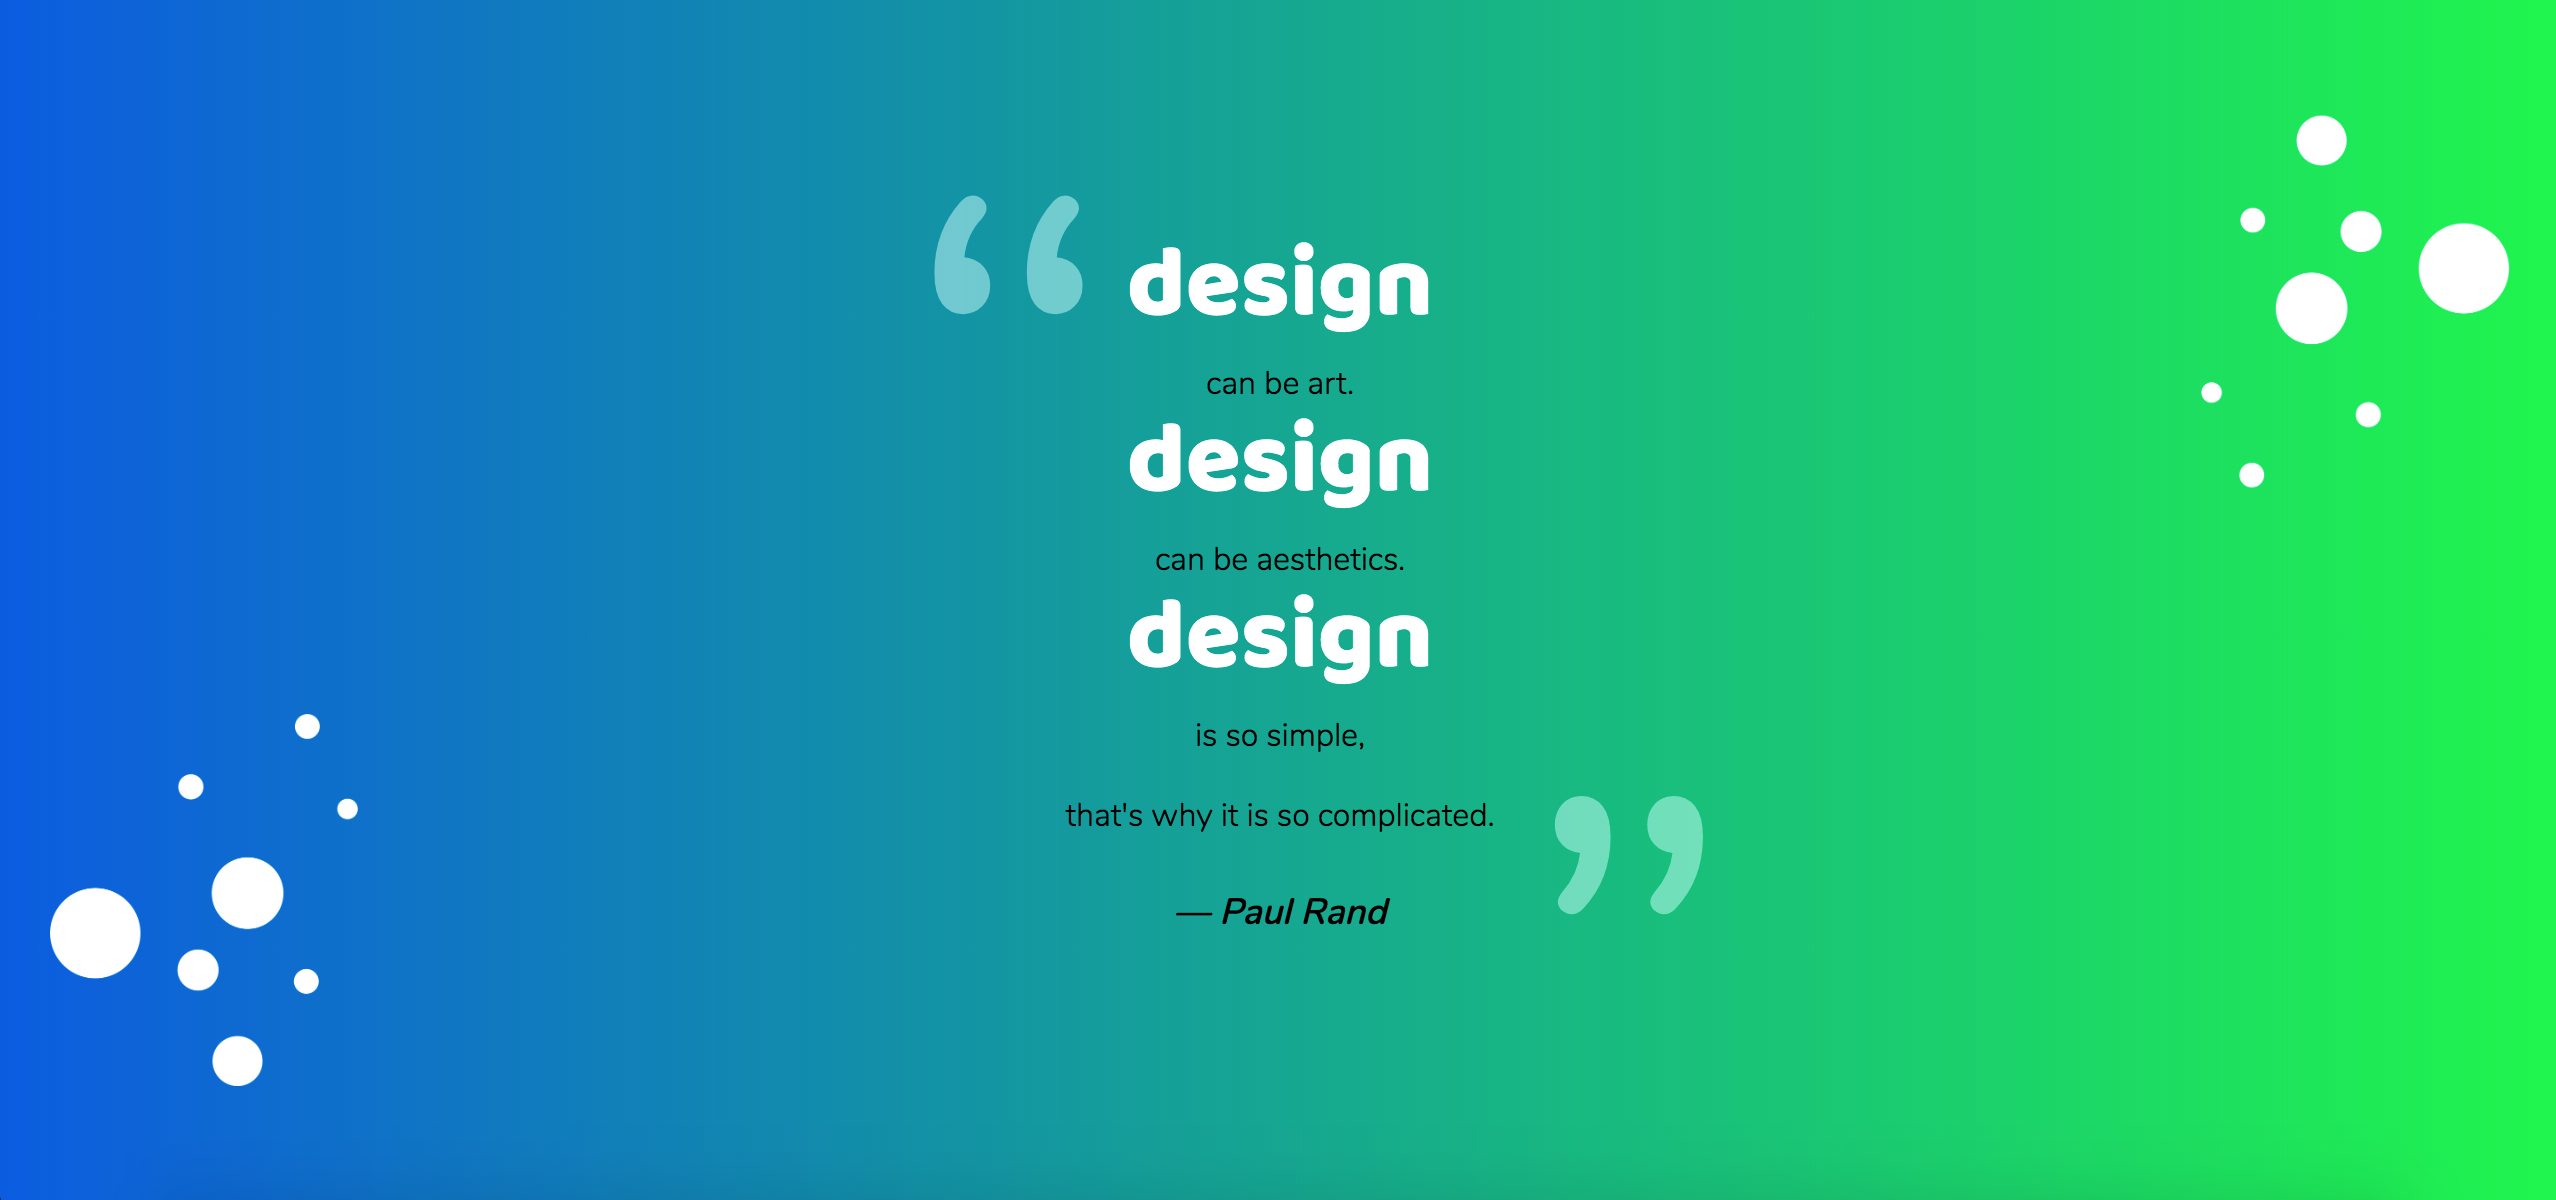 “ design
can be art.
design
can be aesthetics.
design
is so simple,
that's why it is so complicated. ”
— Paul Rand